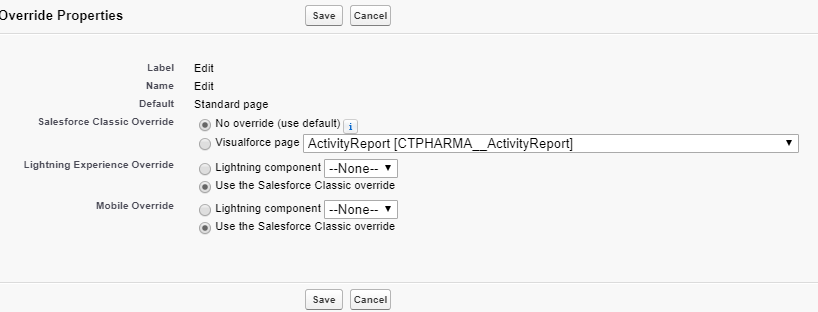 Override Properties
Save Cancel
Label Edit
Name Edit
Default Standard page
Salesforce Classic Override No override (use default) i
Visualforce page ActivityReport [CTPHARMA__ActivityReport]
Lightning Experience Override Lightning component --None--
Use the Salesforce Classic override
Mobile Override Lightning component --None--
Use the Salesforce Classic override
Save Cancel